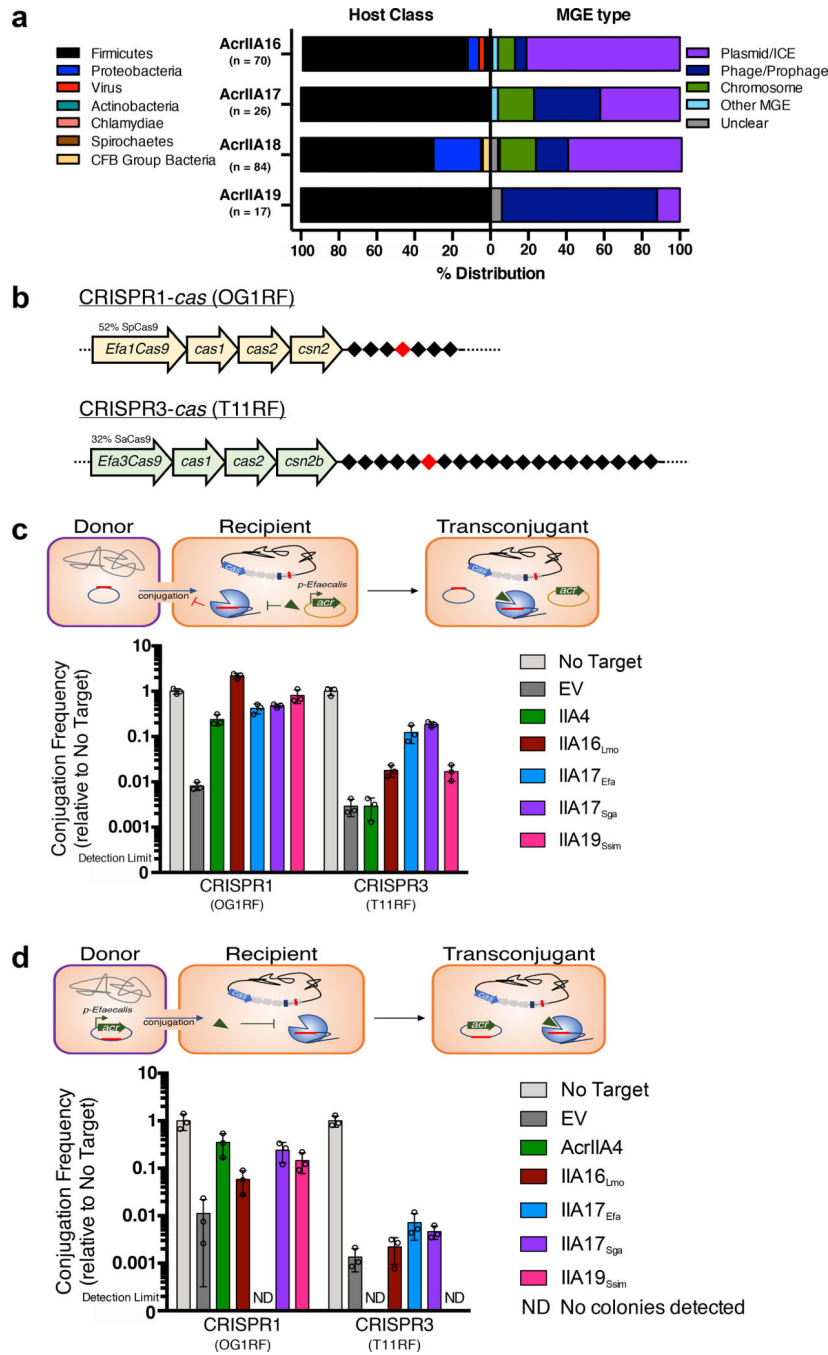 a
Host Class
MGE type
Firmicutes
Proteobacteria
Virus
Actinobacteria
Chlamydiae
Spirochaetes
CFB Group Bacteria
AcrIIA16
(n = 70)
AcrIIA17
(n = 26)
AcrIIA18
(n = 84)
AcrIIA19
(n = 17)
Plasmid/ICE
Phage/Prophage
Chromosome
Other MGE
Unclear
100 80 60 40 20 0 20 40 60 80 100
% Distribution
b
CRISPR1-cas (OG1RF)
52% SpCas9
Efa1Cas9 cas1 cas2 csn2
CRISPR3-cas (T11RF)
32% SaCas9
Efa3Cas9 cas1 cas2 csn2b
c
Donor Recipient Transconjugant
conjugation
cas
p-Efaecalis
acr
cas
acr
Conjugation Frequency
(relative to No Target)
10
1
0.1
0.01
0.001
Detection Limit
0
CRISPR1
(OG1RF)
CRISPR3
(T11RF)
No Target
EV
IIA4
IIA16Lmo
IIA17Efa
IIA17Sga
IIA19Ssim
d
Donor Recipient Transconjugant
p-Efaecalis
acr
conjugation
cas
cas
acr
Conjugation Frequency
(relative to No Target)
10
1
0.1
0.01
0.001
Detection Limit
0
ND ND ND
CRISPR1
(OG1RF)
CRISPR3
(T11RF)
No Target
EV
AcrIIA4
IIA16Lmo
IIA17Efa
IIA17Sga
IIA19Ssim
ND No colonies detected